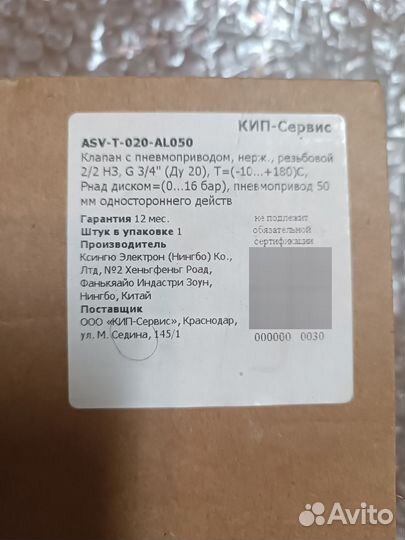 КИП-Сервис
ASV-T-020-AL050
Клапан с пневмоприводом, нерж., резьбовой
2/2 НЗ, G 3/4" (Ду 20), Т=(-10...+180)С,
Рнад диском=(0...16 бар), пневмопривод 50
мм одностороннего действ
Гарантия 12 мес.
Штук в упаковке 1
Производитель
Ксингю Электрон (Нингбо) Ко.,
Лтд, №2 Хеньгфеньг Роад,
Фанькяайо Индастри Зоун,
Нингбо, Китай
Поставщик
ООО «КИП-Сервис», Краснодар,
ул. М. Седина, 145/1
не подлежит
обязательной
сертификации
000000 0030
Avito